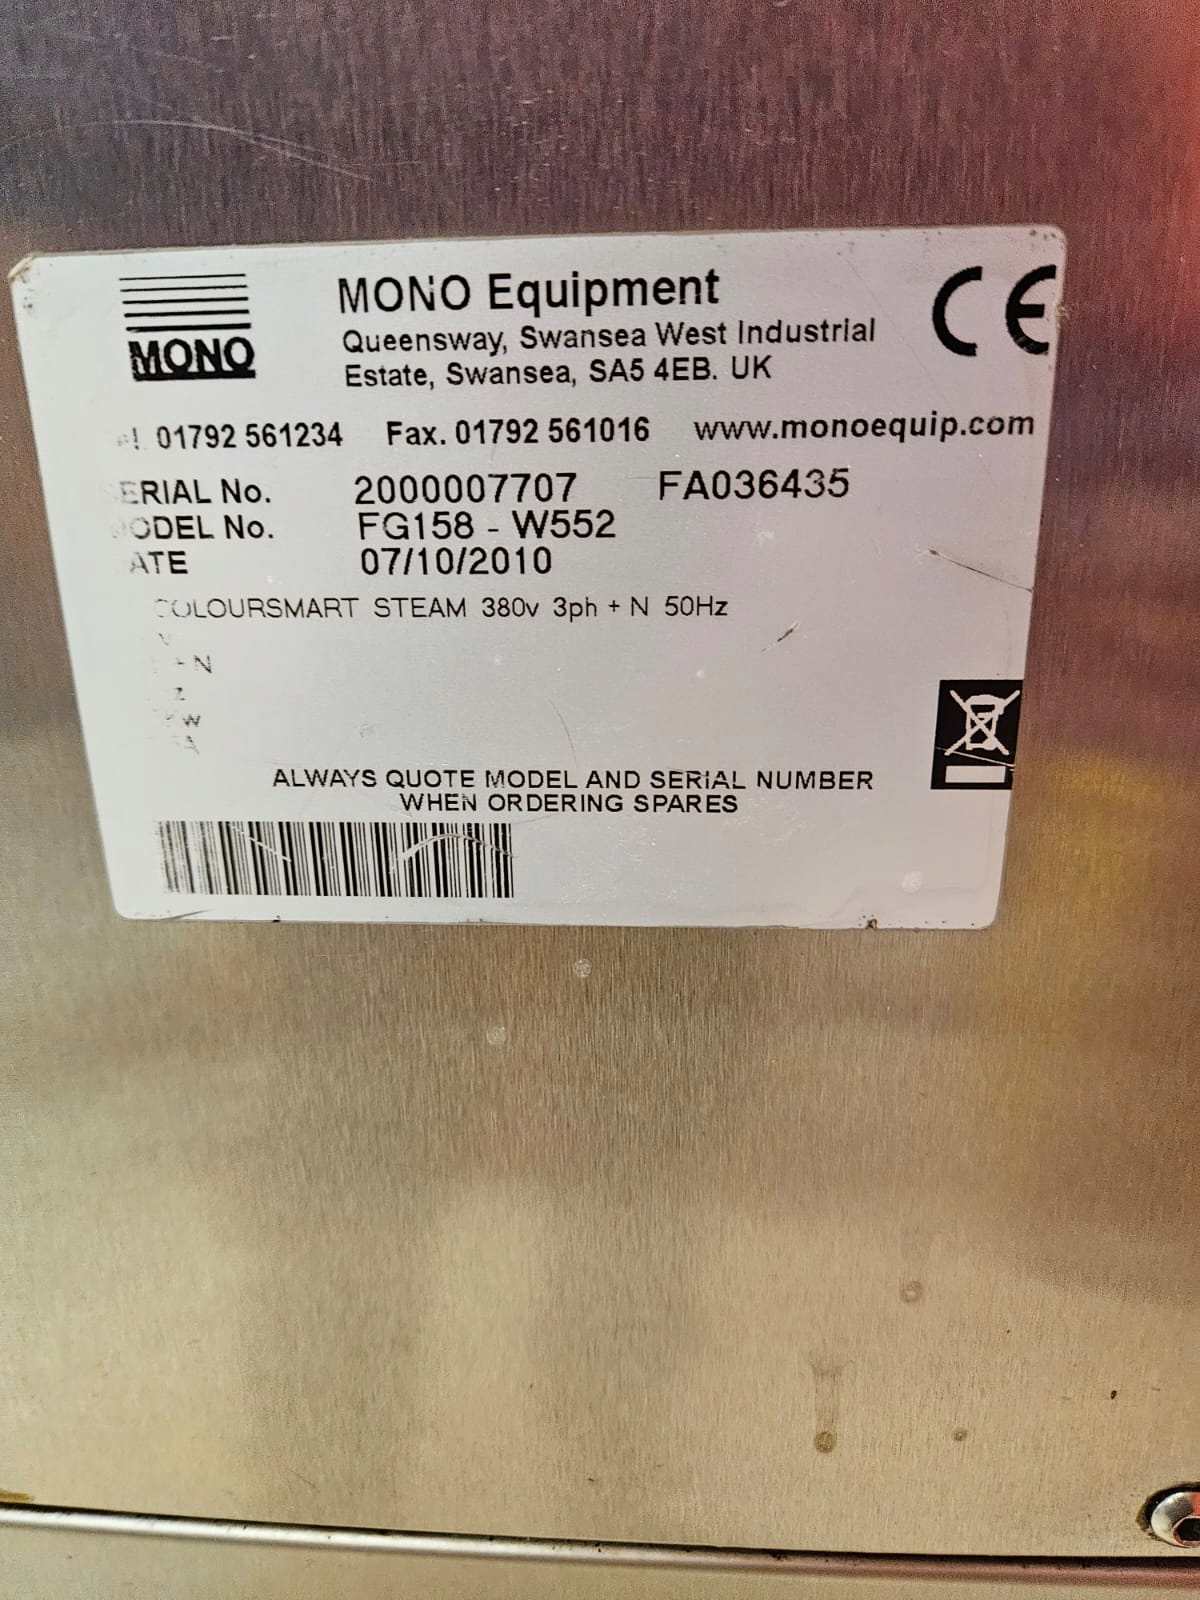 MONO
MONO Equipment
Queensway, Swansea West Industrial
Estate, Swansea, SA5 4EB. UK
CE
01792 561234 Fax. 01792 561016 www.monoequip.com
ERIAL No. 2000007707 FA036435
ODEL No. FG158 - W552
ATE 07/10/2010
COLOURSMART STEAM 380v 3ph + N 50Hz
V
- N
z
W
A
ALWAYS QUOTE MODEL AND SERIAL NUMBER
WHEN ORDERING SPARES